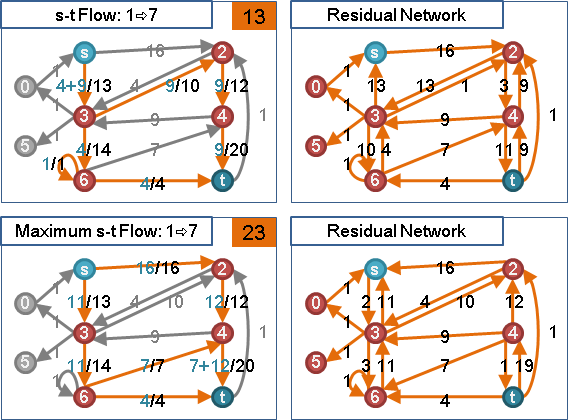 s-t Flow: 1⇨7 13
Residual Network
s 16 2
s 16 2
0 1 4+9/13 4 9/10 9/12
0 1 13 13 1 3 9
1 3 9 4 1
1 3 9 4 1
5 1 4/14 7 9/20
5 1 10 4 7 11 9
1/1 6 4/4 t
1 6 4 t
Maximum s-t Flow: 1⇨7 23
Residual Network
s 16/16 2
s 16 2
0 1 11/13 4 10 12/12
0 1 2 11 4 10 12
1 3 9 4 1
1 3 9 4 1
5 1 11/14 7/7 7+12/20
5 1 3 11 7 1 19
1 6 4/4 t
1 6 4 t